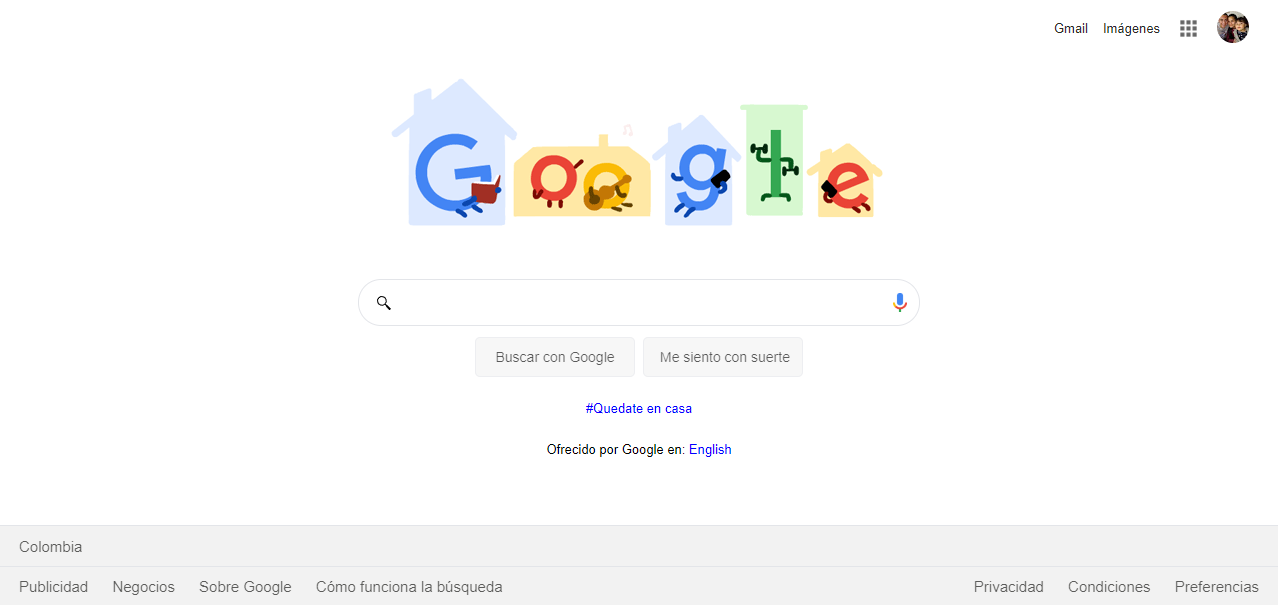 Gmail Imágenes
Google
Buscar con Google Me siento con suerte
#Quedate en casa
Ofrecido por Google en: English
Colombia
Publicidad Negocios Sobre Google Cómo funciona la búsqueda Privacidad Condiciones Preferencias